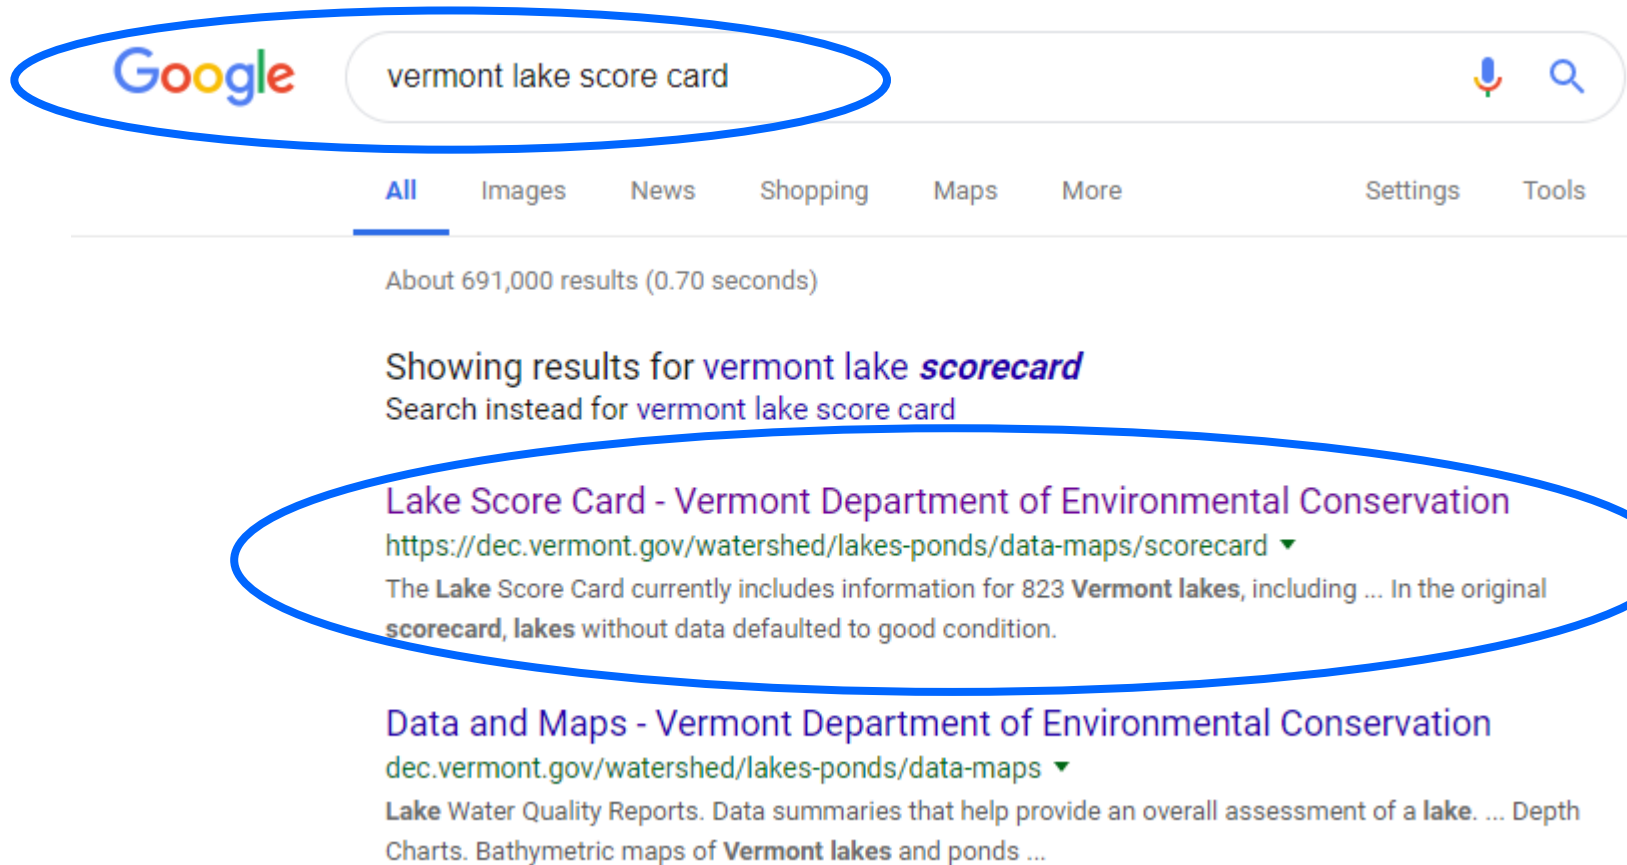 Google vermont lake score card
All Images News Shopping Maps More Settings Tools
About 691,000 results (0.70 seconds)
Showing results for vermont lake scorecard
Search instead for vermont lake score card
Lake Score Card - Vermont Department of Environmental Conservation
https://dec.vermont.gov/watershed/lakes-ponds/data-maps/scorecard
The Lake Score Card currently includes information for 823 Vermont lakes, including ... In the original
scorecard, lakes without data defaulted to good condition.
Data and Maps - Vermont Department of Environmental Conservation
dec.vermont.gov/watershed/lakes-ponds/data-maps
Lake Water Quality Reports. Data summaries that help provide an overall assessment of a lake. ... Depth
Charts. Bathymetric maps of Vermont lakes and ponds ...